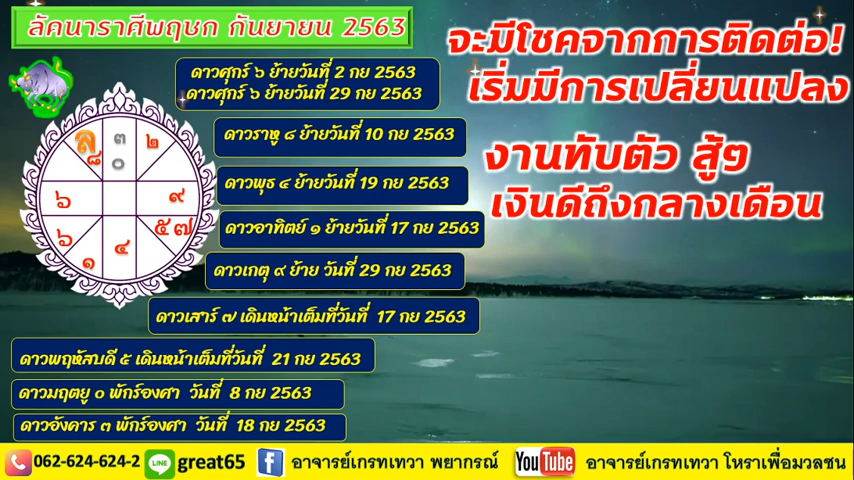 ลัคนาราศีพฤษภ กันยายน 2563
จะมีโชคจากการติดต่อ!
เริ่มมีการเปลี่ยนแปลง
งานทับตัว สู้ๆ
เงินดีถึงกลางเดือน
ดาวศุกร์ ๖ ย้ายวันที่ 2 กย 2563
ดาวศุกร์ ๖ ย้ายวันที่ 29 กย 2563
ดาวราหู ๘ ย้ายวันที่ 10 กย 2563
ดาวพุธ ๔ ย้ายวันที่ 19 กย 2563
ดาวอาทิตย์ ๑ ย้ายวันที่ 17 กย 2563
ดาวเกตุ ๙ ย้าย วันที่ 29 กย 2563
ดาวเสาร์ ๗ เดินหน้าเต็มที่วันที่ 17 กย 2563
ดาวพฤหัสบดี ๕ เดินหน้าเต็มที่วันที่ 21 กย 2563
ดาวมฤตยู ๐ พักร์องศา วันที่ 8 กย 2563
ดาวอังคาร ๓ พักร์องศา วันที่ 18 กย 2563
ล ๓ ๒
๘ ๐
๖ ๙
๖ ๔ ๕ ๗
๑
062-624-624-2 LINE great65 f อาจารย์เกรทเทวา พยากรณ์ YouTube อาจารย์เกรทเทวา โหราเพื่อมวลชน